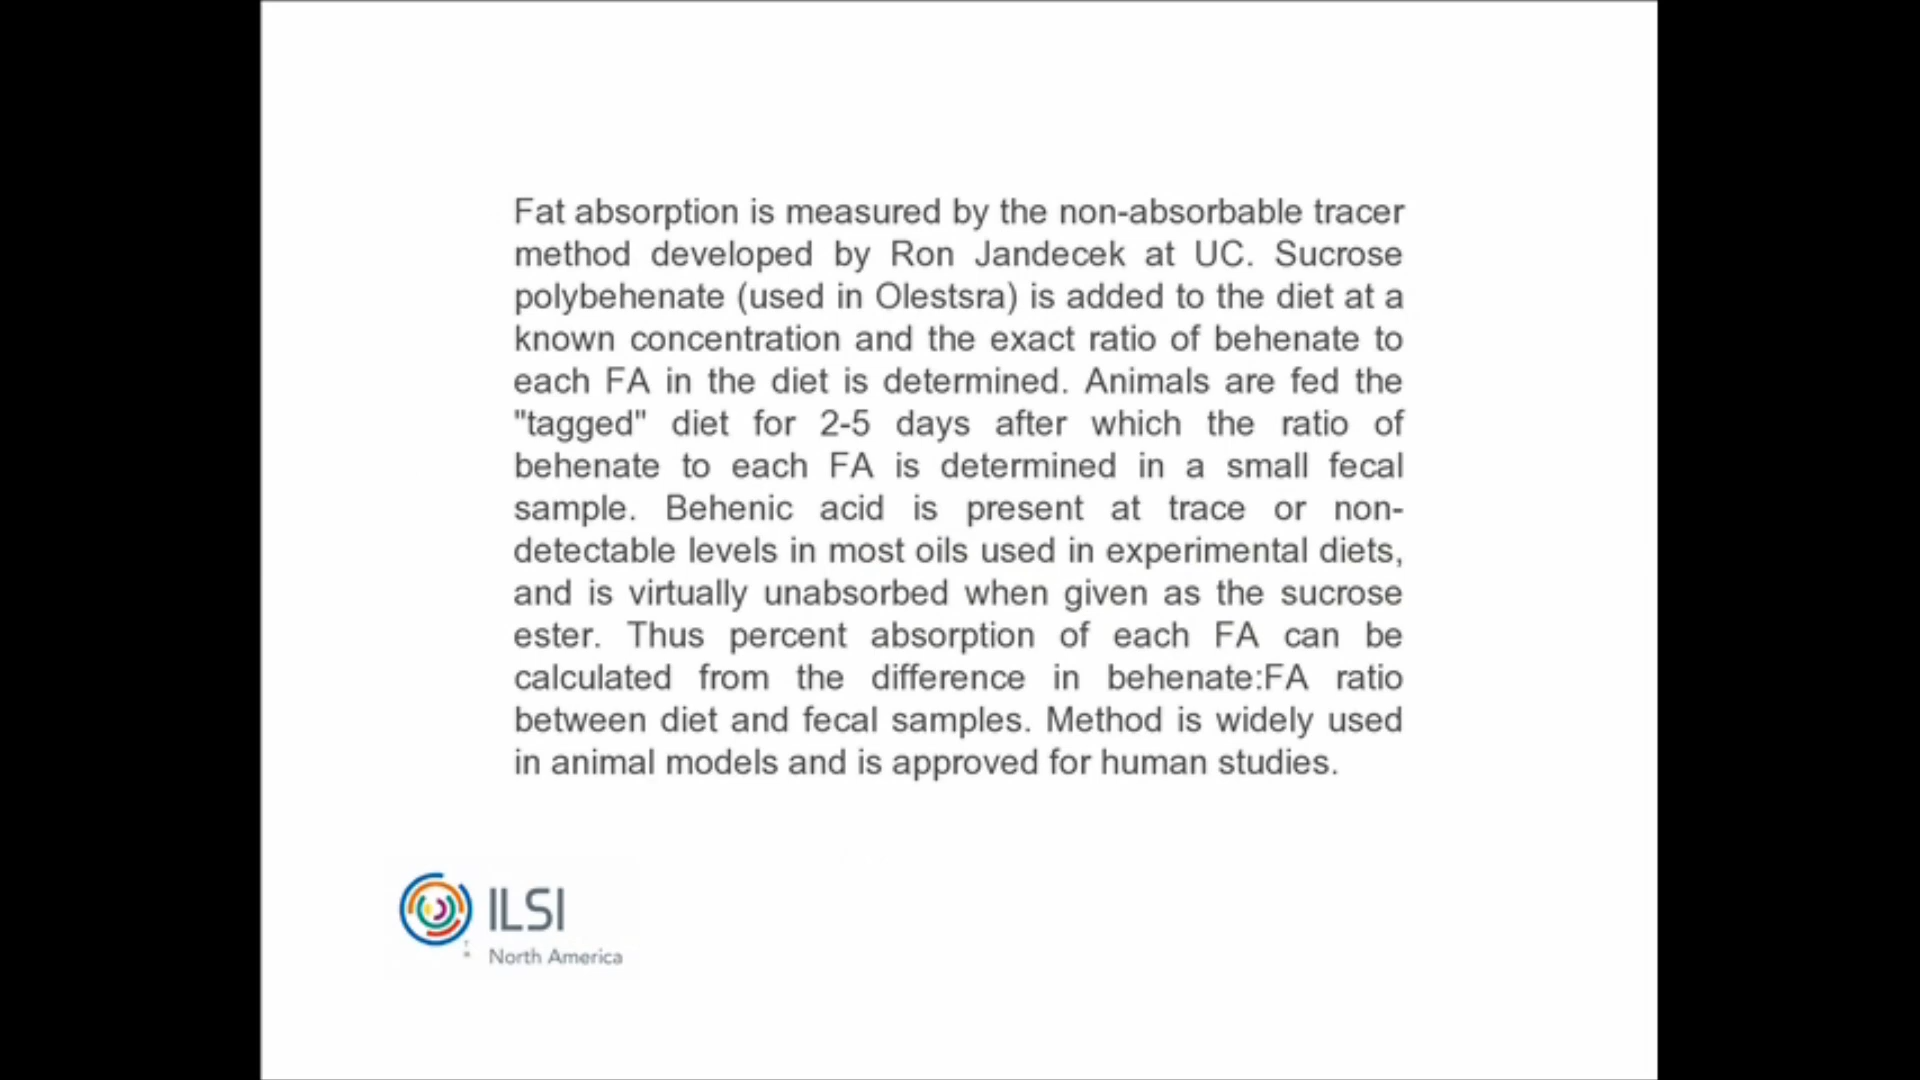 Fat absorption is measured by the non-absorbable tracer
method developed by Ron Jandecek at UC. Sucrose
polybehenate (used in Olestsra) is added to the diet at a
known concentration and the exact ratio of behenate to
each FA in the diet is determined. Animals are fed the
"tagged" diet for 2-5 days after which the ratio of
behenate to each FA is determined in a small fecal
sample. Behenic acid is present at trace or non-
detectable levels in most oils used in experimental diets,
and is virtually unabsorbed when given as the sucrose
ester. Thus percent absorption of each FA can be
calculated from the difference in behenate:FA ratio
between diet and fecal samples. Method is widely used
in animal models and is approved for human studies.
ILSI
North America